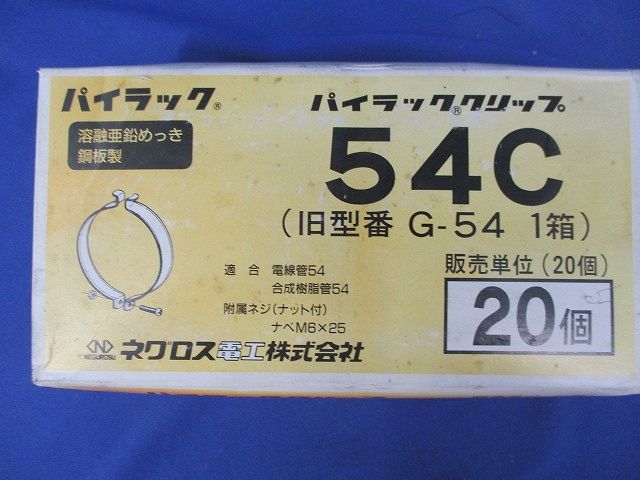 パイラック®
パイラック®クリップ
溶融亜鉛めっき
鋼板製
54C
(旧型番 G-54 1箱)
適合 電線管54
合成樹脂管54
附属ネジ(ナット付)
ナベM6×25
販売単位(20個)
20個
NEGUROSU
ネグロス電工株式会社